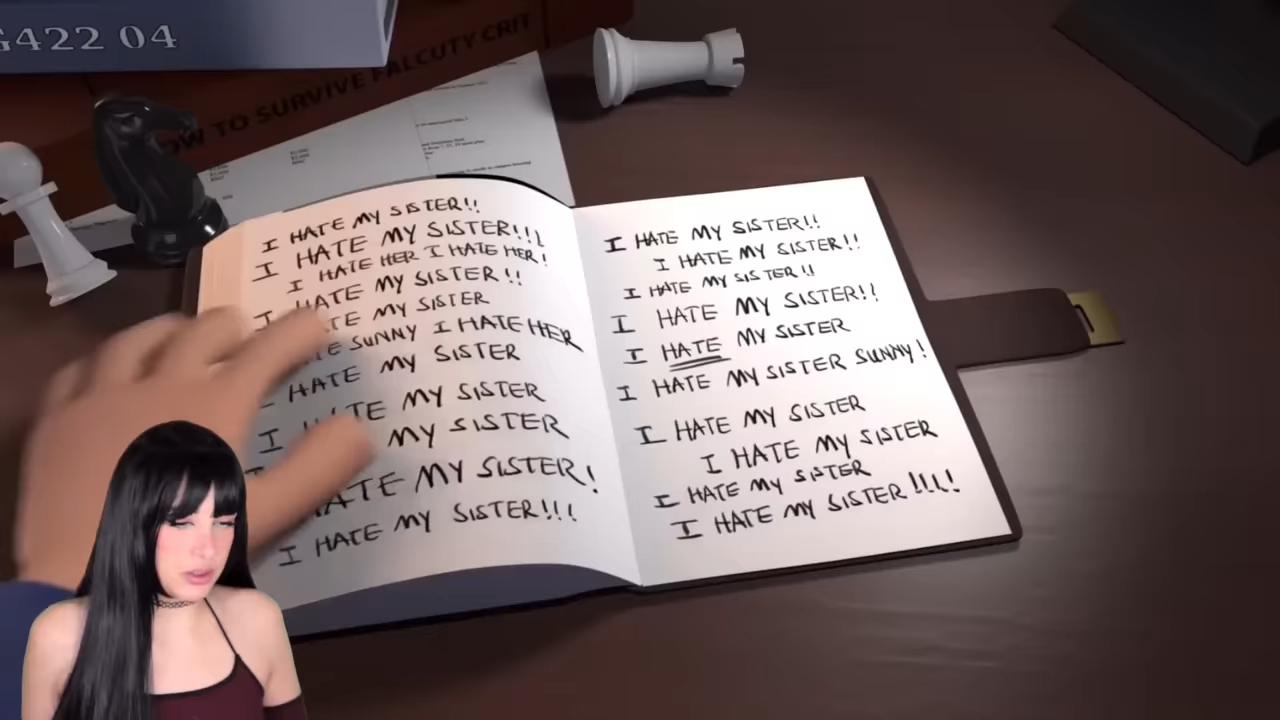 G422 04
OW TO SURVIVE FALCUTY CRIT
I HATE MY SISTER!!
I HATE MY SISTER!!!
I HATE HER I HATE HER!
I HATE MY SISTER!!
ATE MY SISTER
ATE SUNNY I HATE HER
HATE MY SISTER
I HATE MY SISTER
MY SISTER
HATE MY SISTER!
I HATE MY SISTER!!!
I HATE MY SISTER!!
I HATE MY SISTER!!
I HATE MY SISTER!!
I HATE MY SISTER!!
I HATE MY SISTER
I HATE MY SISTER SUNNY!
I HATE MY SISTER
I HATE MY SISTER
I HATE MY SISTER
I HATE MY SISTER!!!!